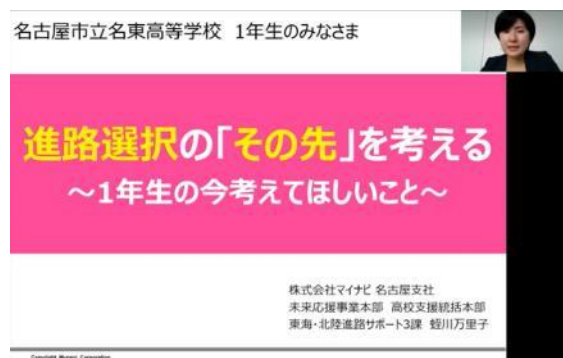 名古屋市立名東高等学校 1年生のみなさま
進路選択の「その先」を考える
～1年生の今考えてほしいこと～
株式会社マイナビ 名古屋支社
未来応援事業本部 高校支援統括本部
東海・北陸進路サポート3課 蛭川万里子
Copyright Mynavi Corporation